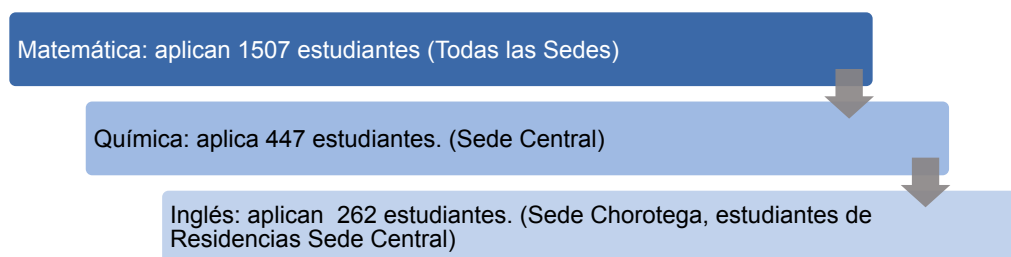 Matemática: aplican 1507 estudiantes (Todas las Sedes)
Química: aplica 447 estudiantes. (Sede Central)
Inglés: aplican  262 estudiantes. (Sede Chorotega, estudiantes de
Residencias Sede Central)